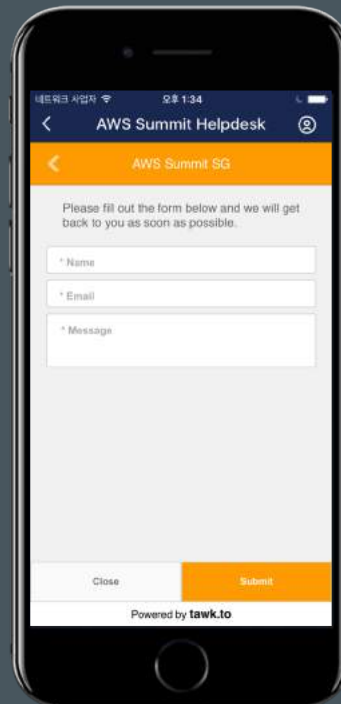 네트워크 사업자 오후 1:34
AWS Summit Helpdesk
AWS Summit SG
Please fill out the form below and we will get
back to you as soon as possible.
* Name
* Email
* Message
Close Submit
Powered by tawk.to